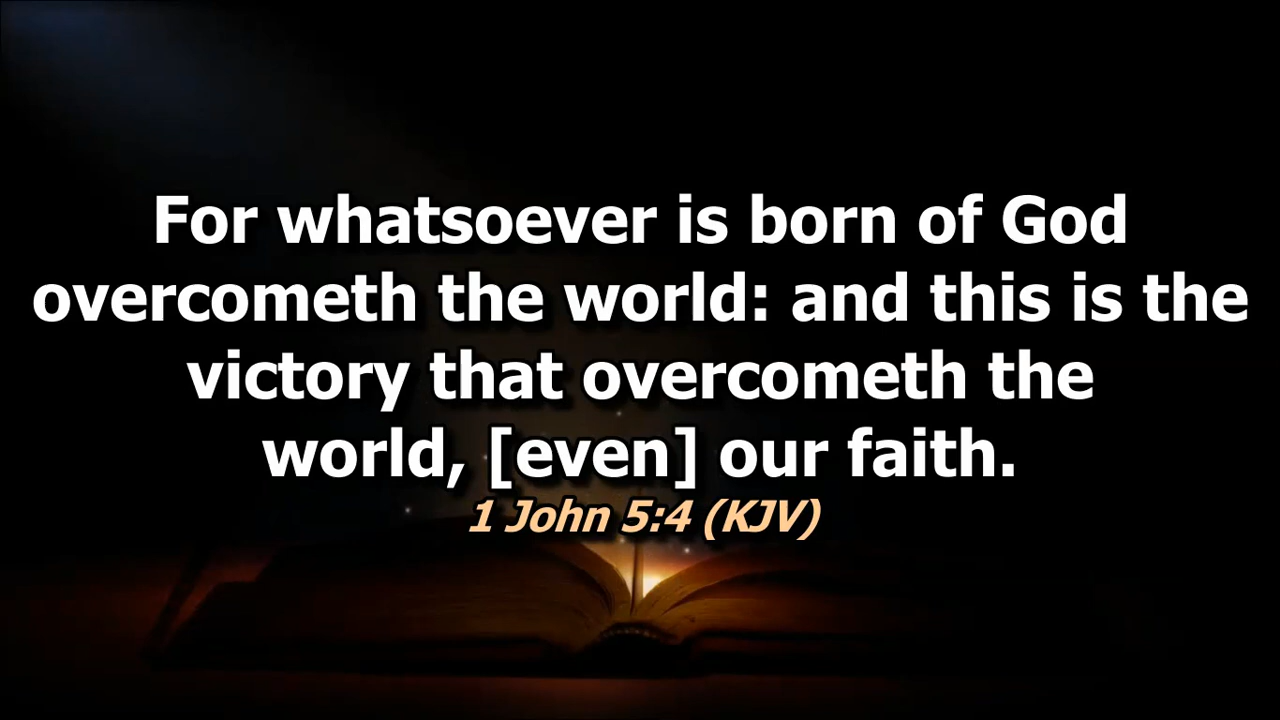 For whatsoever is born of God
overcometh the world: and this is the
victory that overcometh the
world, [even] our faith.
1 John 5:4 (KJV)